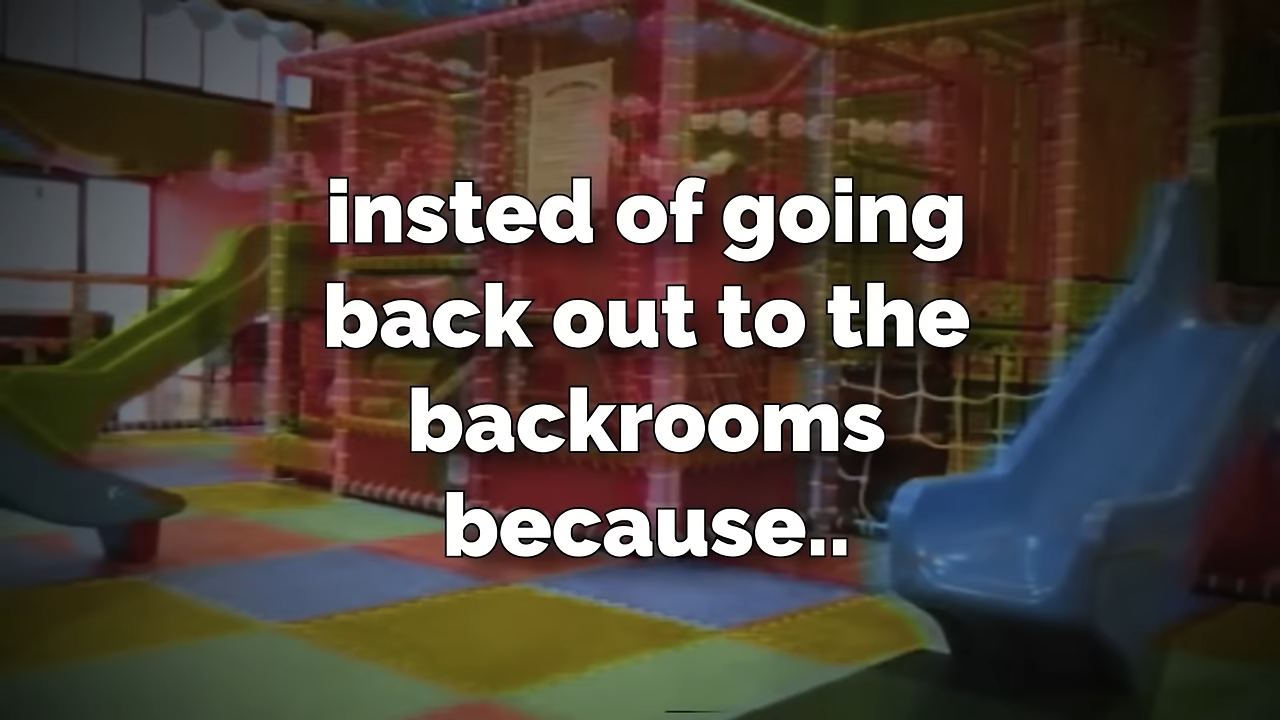 insted of going
back out to the
backrooms
because..